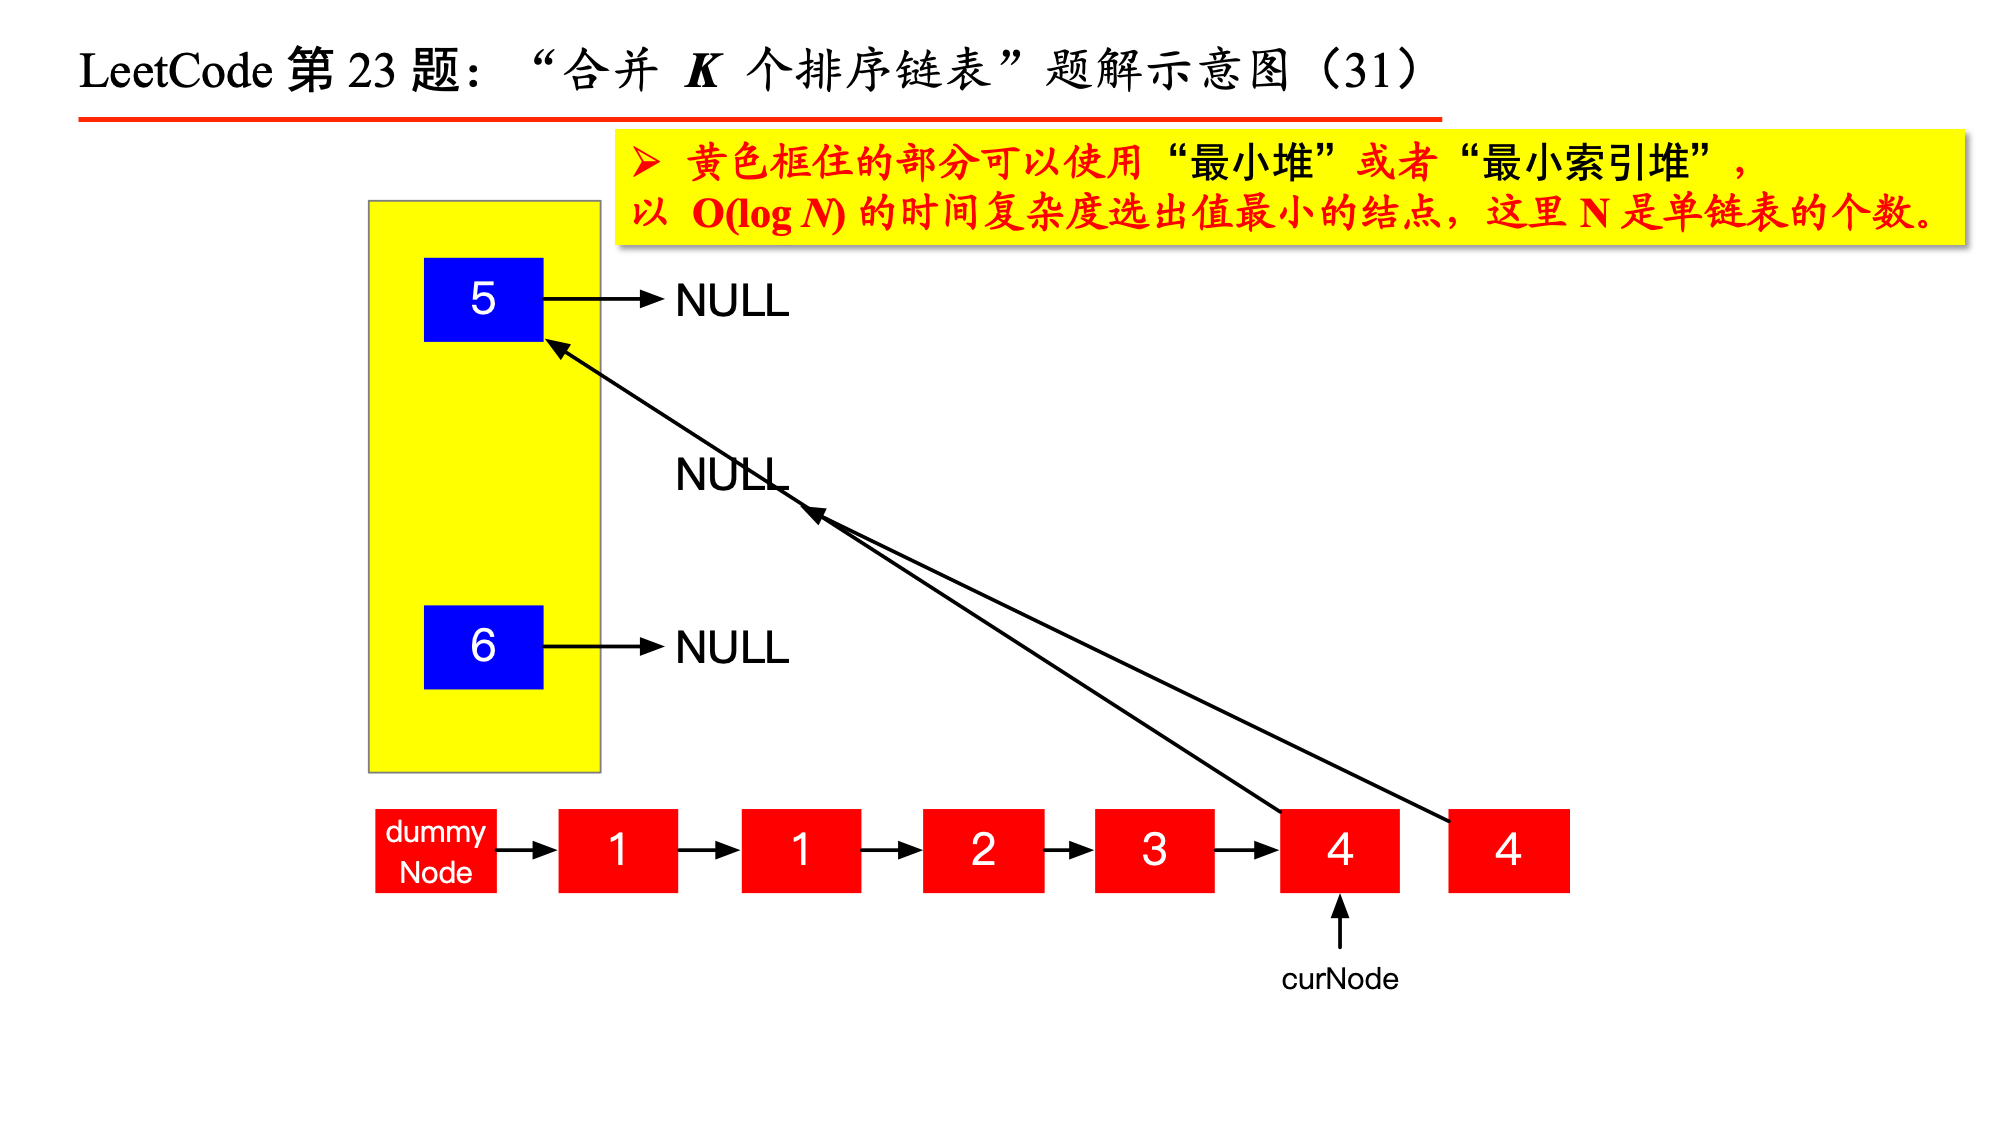 LeetCode 第 23 题：“合并 K 个排序链表”题解示意图（31）
➢ 黄色框住的部分可以使用“最小堆”或者“最小索引堆”，
以 O(log N) 的时间复杂度选出值最小的结点，这里 N 是单链表的个数。
5 NULL
NULL
6 NULL
dummy
Node
1 1 2 3 4 4
curNode